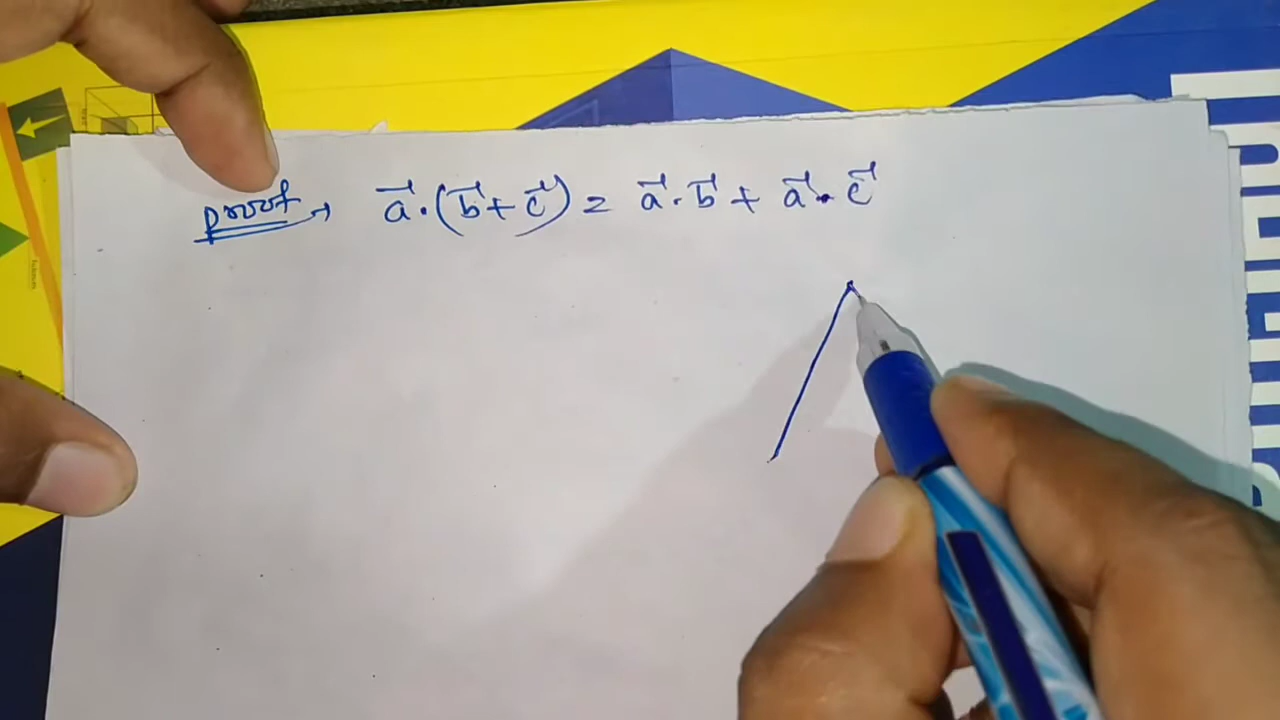 proof → a⃗ · (b⃗ + c⃗) = a⃗ · b⃗ + a⃗ · c⃗